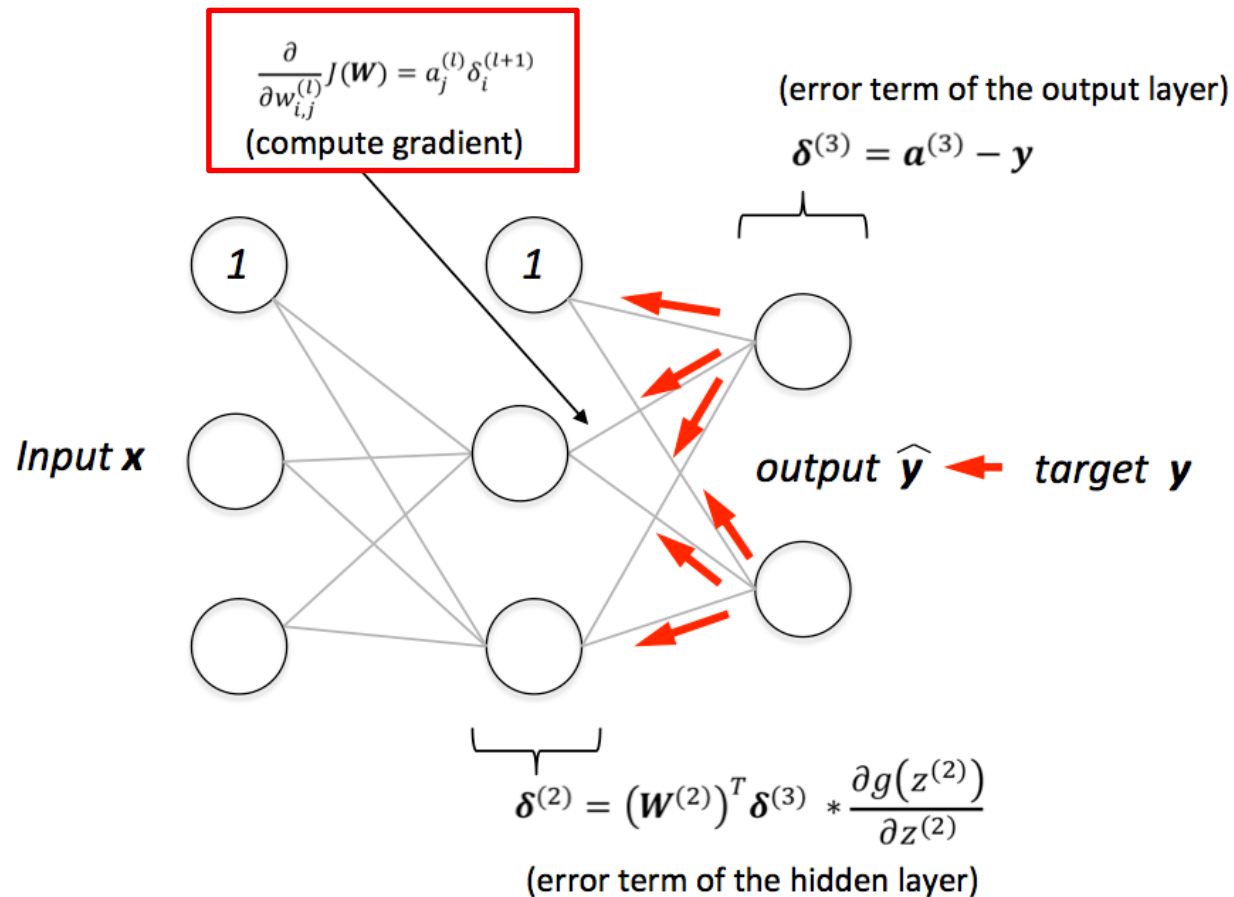 ∂/∂w_{i,j}^{(l)} J(W) = a_j^{(l)} δ_i^{(l+1)}
(compute gradient)
(error term of the output layer)
δ^{(3)} = a^{(3)} − y
1
1
Input x
output ŷ
target y
δ^{(2)} = (W^{(2)})^T δ^{(3)} * ∂g(z^{(2)})/∂z^{(2)}
(error term of the hidden layer)